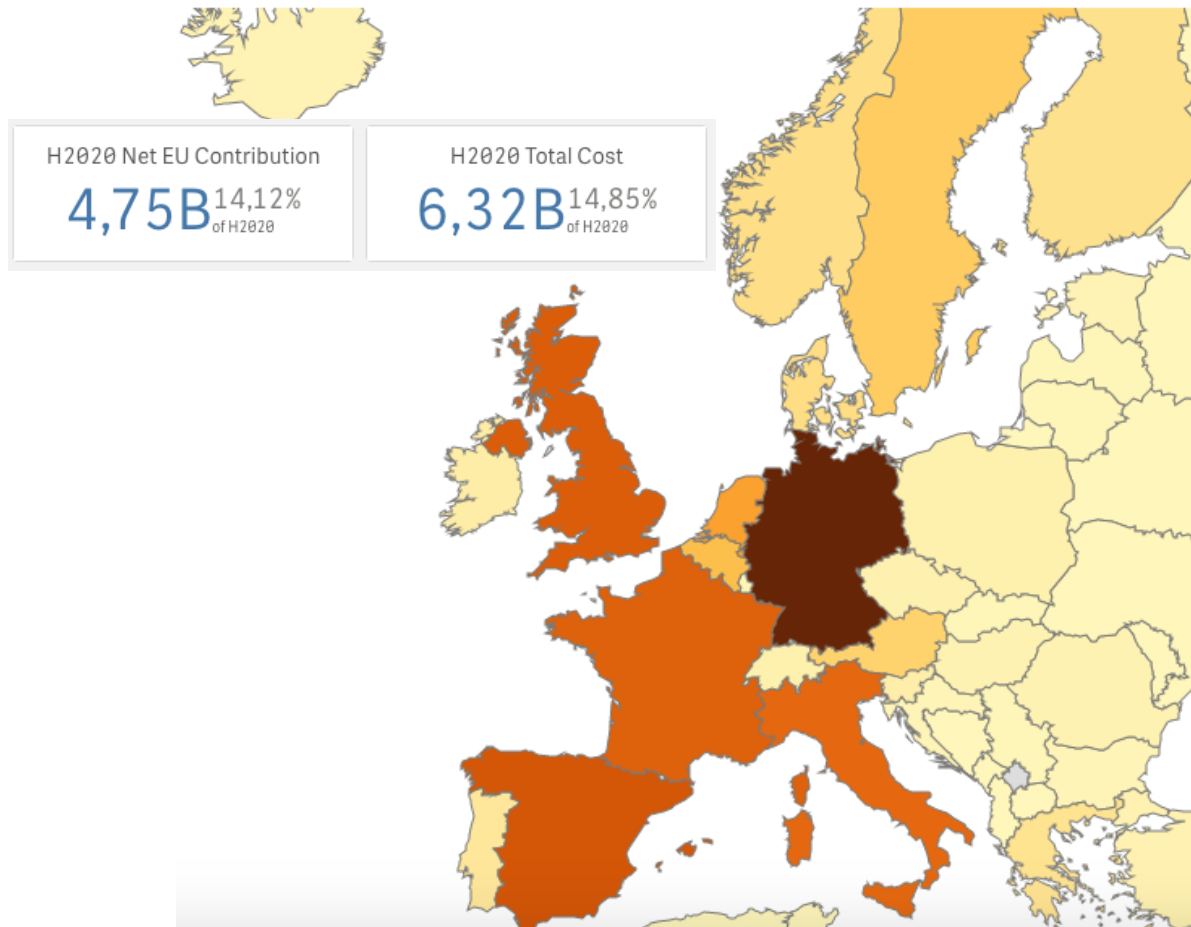 H2020 Net EU Contribution
4,75B 14,12%
of H2020
H2020 Total Cost
6,32B 14,85%
of H2020